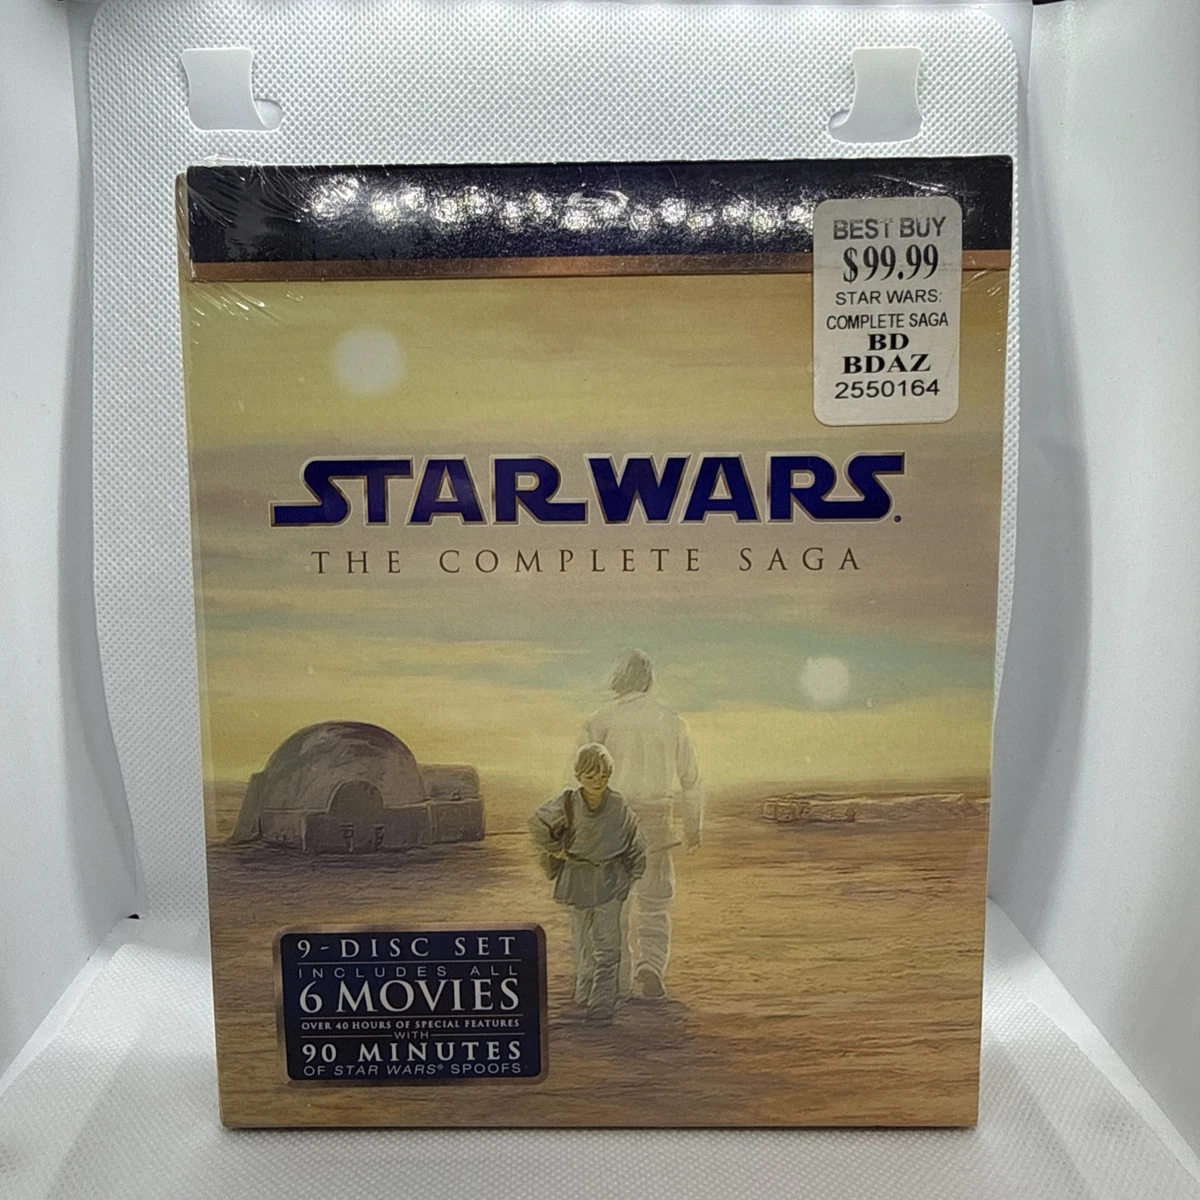 BEST BUY
$99.99
STAR WARS:
COMPLETE SAGA
BD
BDAZ
2550164
STAR WARS.
THE COMPLETE SAGA
9-DISC SET
INCLUDES ALL
6 MOVIES
OVER 40 HOURS OF SPECIAL FEATURES
WITH
90 MINUTES
OF STAR WARS® SPOOFS